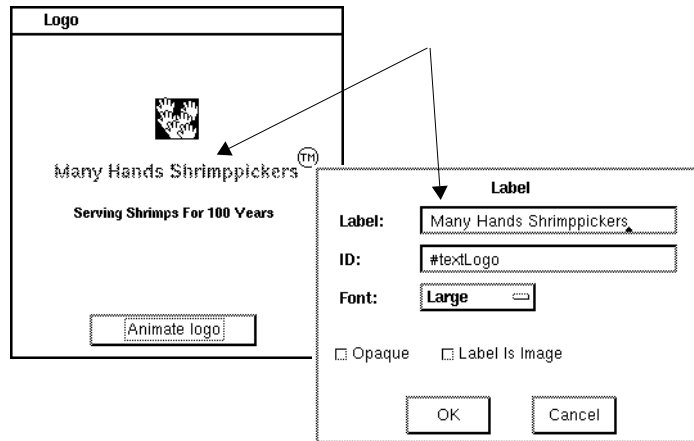 Logo
Many Hands Shrimppickers
TM
Serving Shrimps For 100 Years
Animate logo
Label
Label: Many Hands Shrimppickers
ID: #textLogo
Font: Large
Opaque Label Is Image
OK Cancel